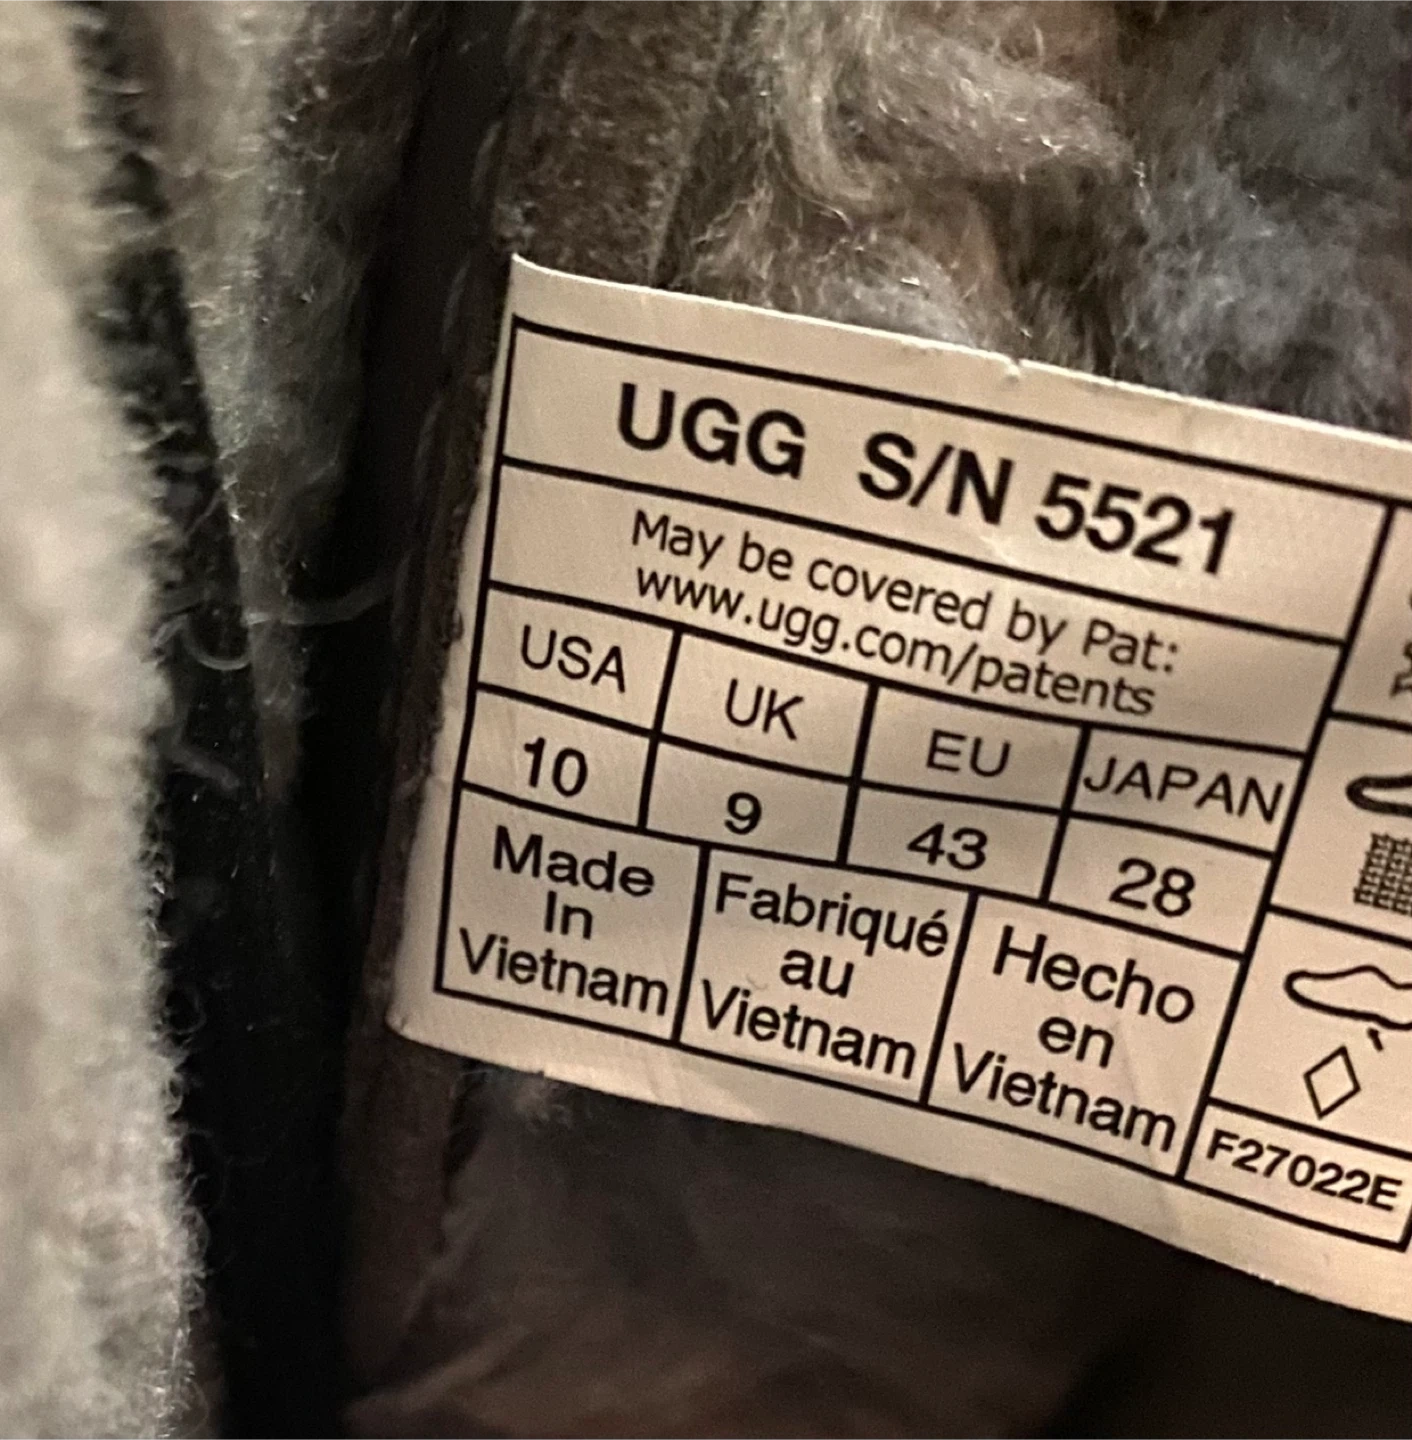 UGG S/N 5521
May be covered by Pat:
www.ugg.com/patents
USA UK EU JAPAN
10 9 43 28
Made
In
Vietnam
Fabriqué
au
Vietnam
Hecho
en
Vietnam
F27022E